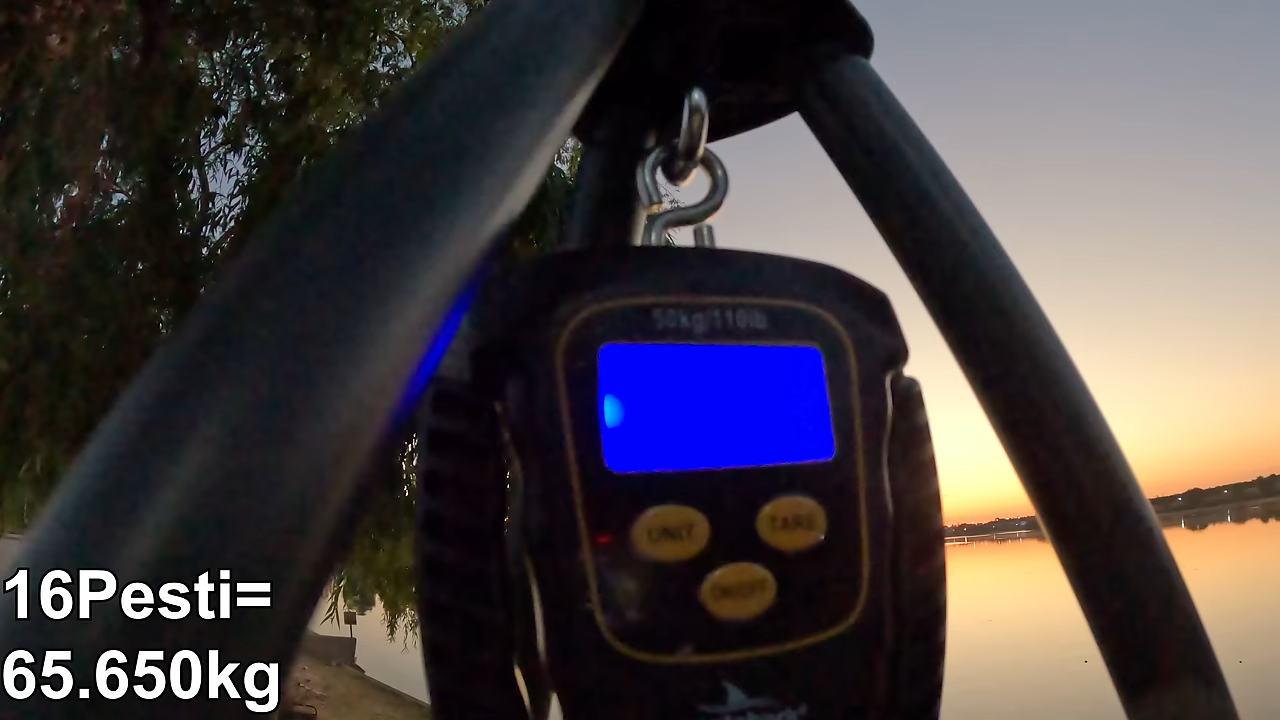 50kg/110lb
UNIT
TARE
ON/OFF
16Pesti=
65.650kg